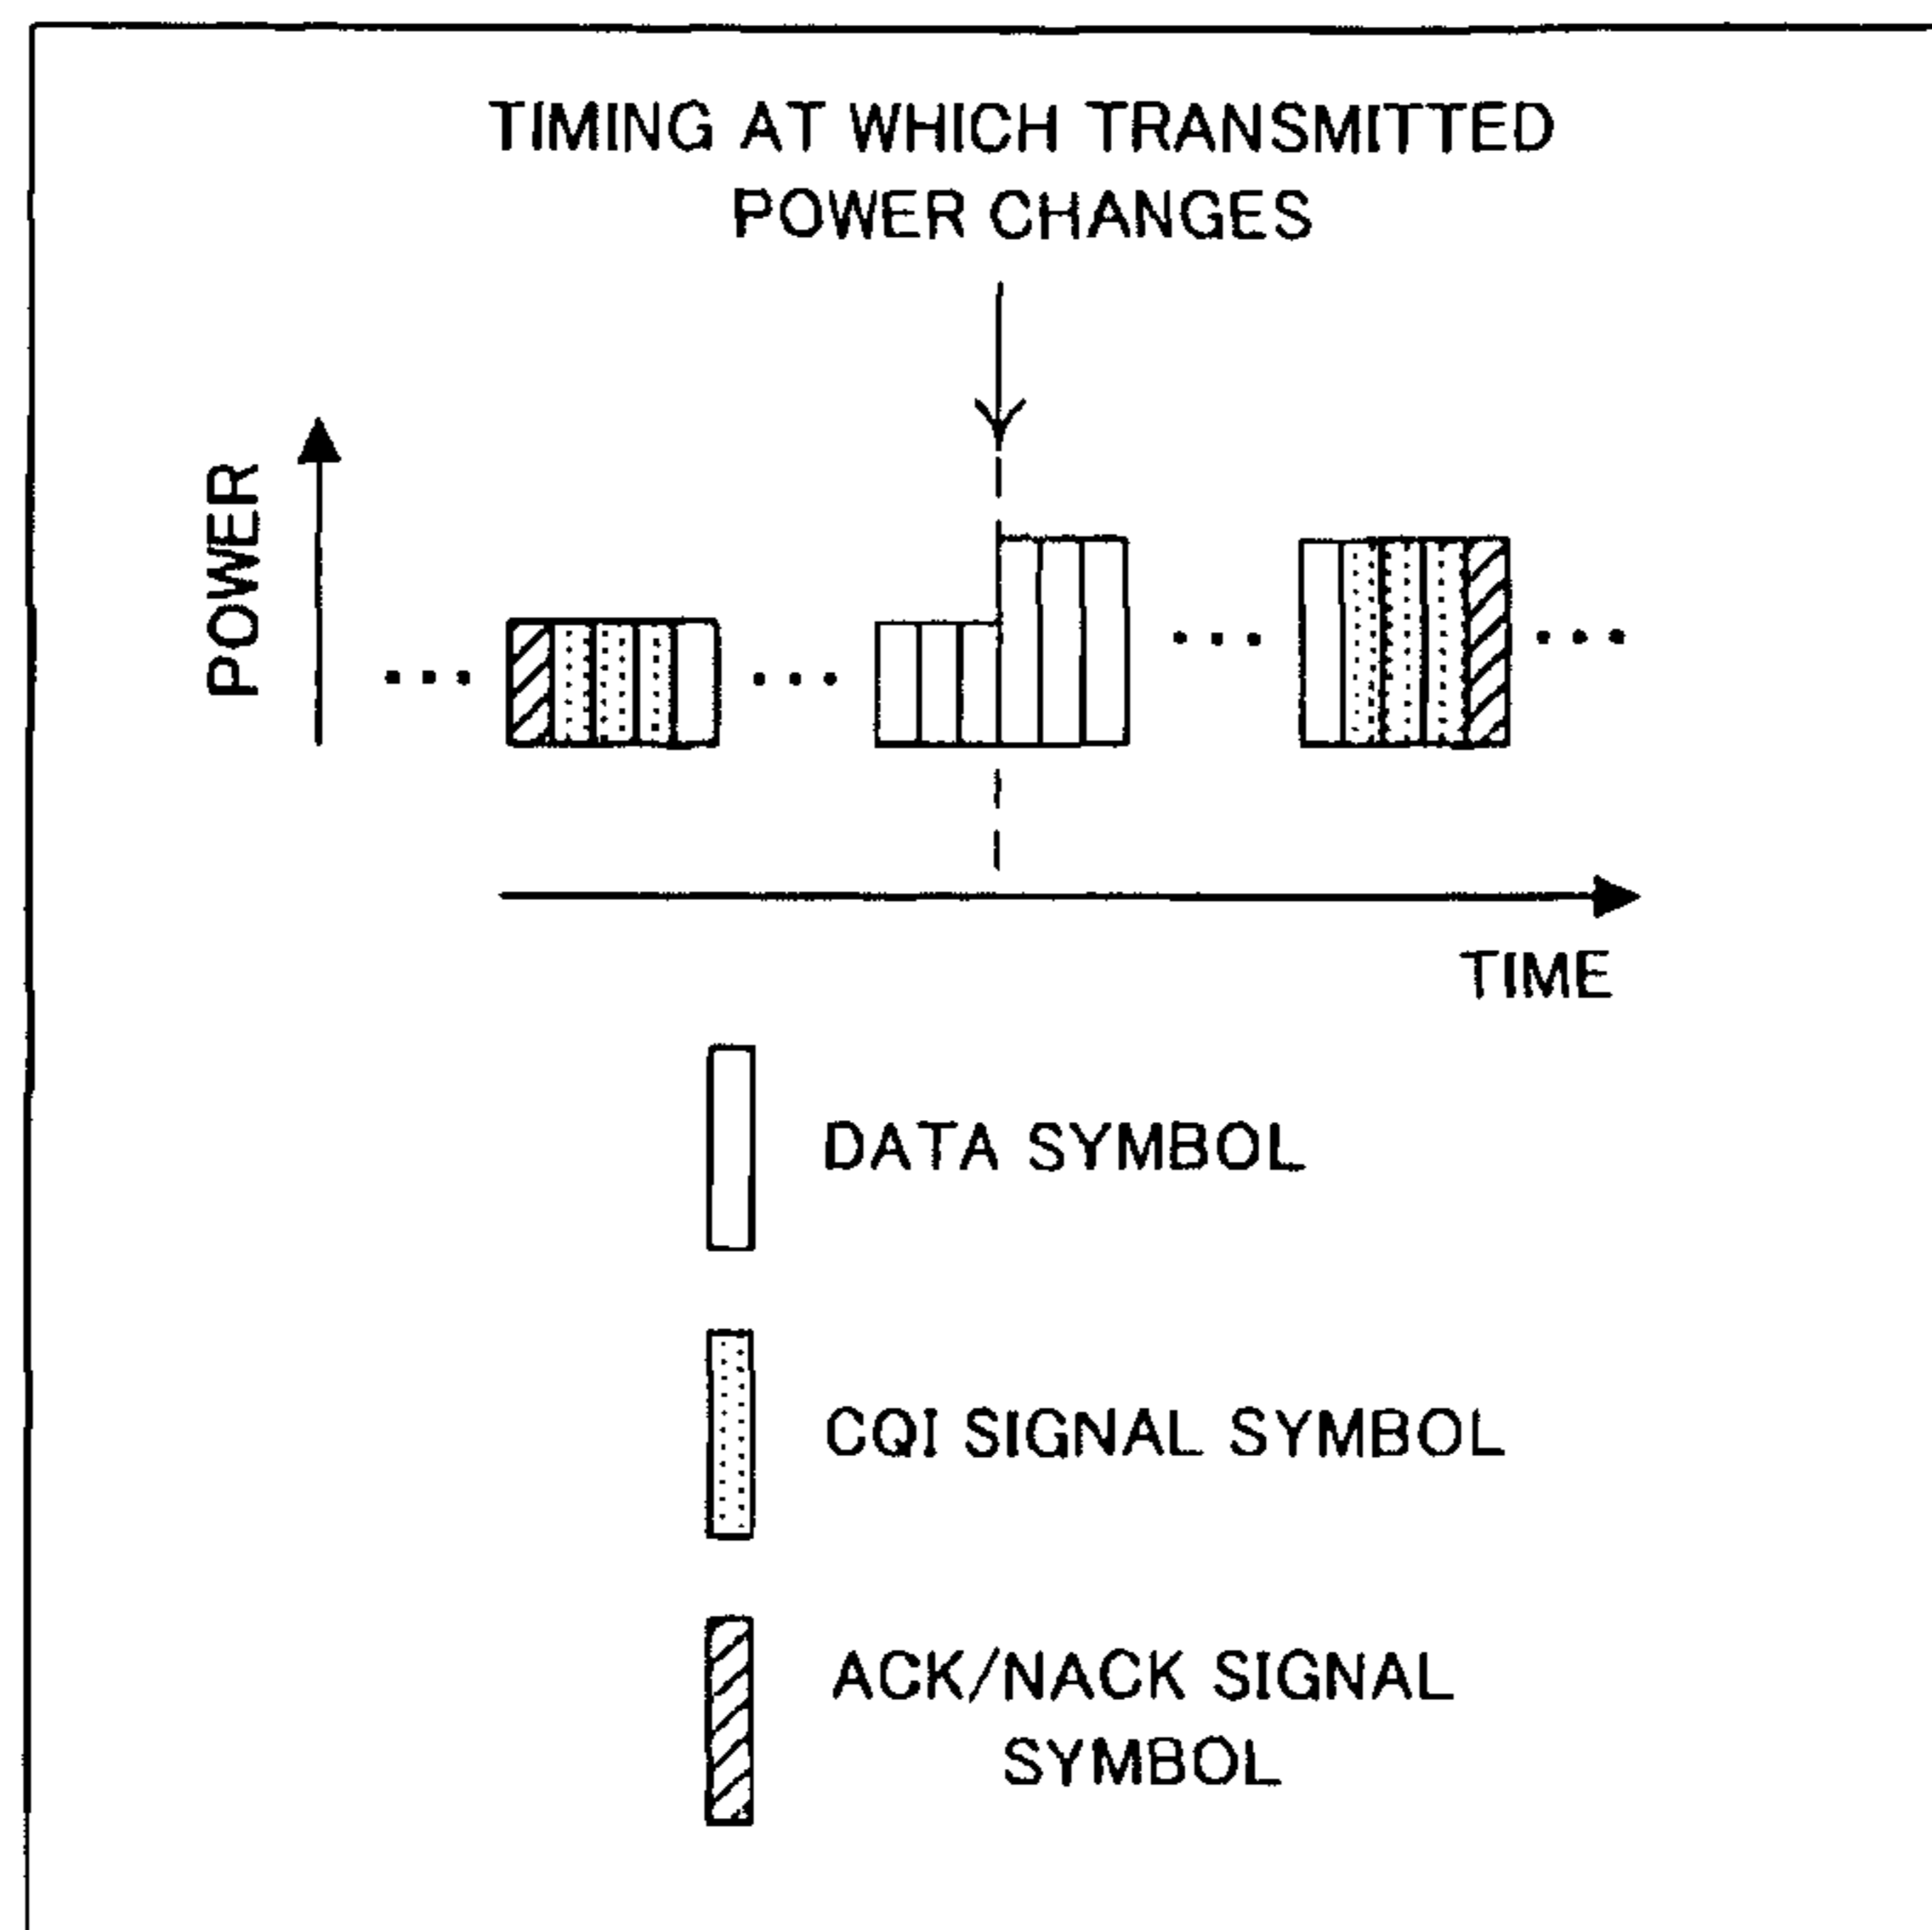 TIMING AT WHICH TRANSMITTED
POWER CHANGES
POWER
TIME
DATA SYMBOL
CQI SIGNAL SYMBOL
ACK/NACK SIGNAL
SYMBOL